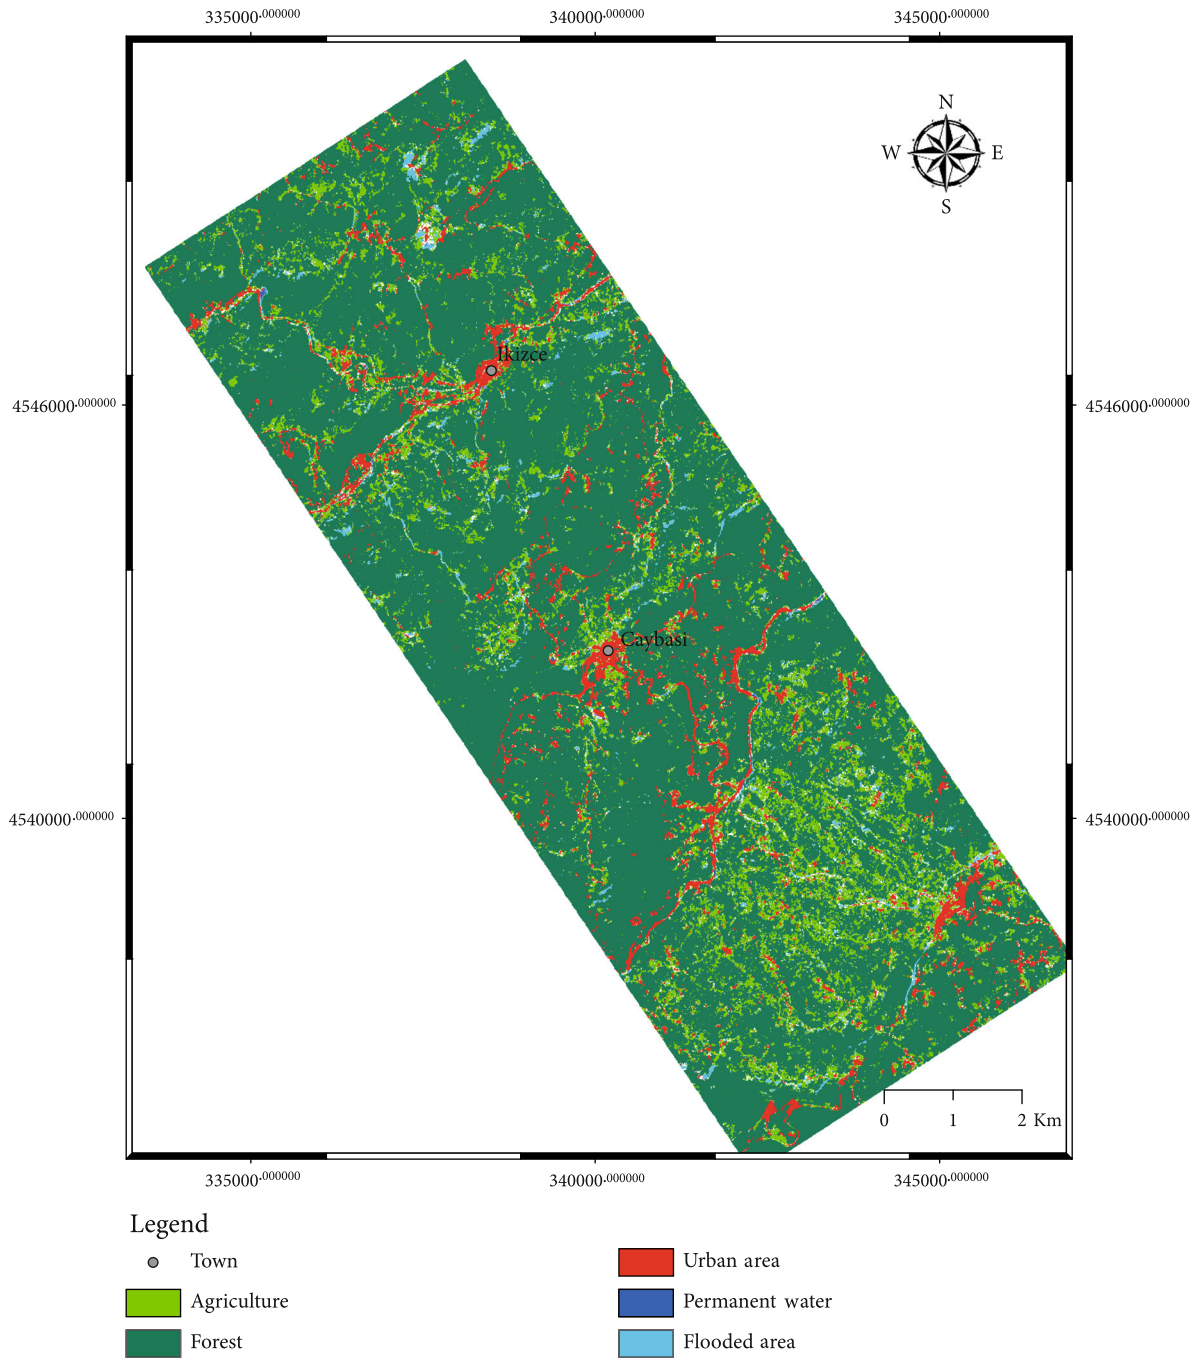 335000.000000 340000.000000 345000.000000
N
W E
S
Ikizce
4546000.000000 4546000.000000
Caybasi
4540000.000000 4540000.000000
0 1 2 Km
335000.000000 340000.000000 345000.000000
Legend
Town
Agriculture
Forest
Urban area
Permanent water
Flooded area